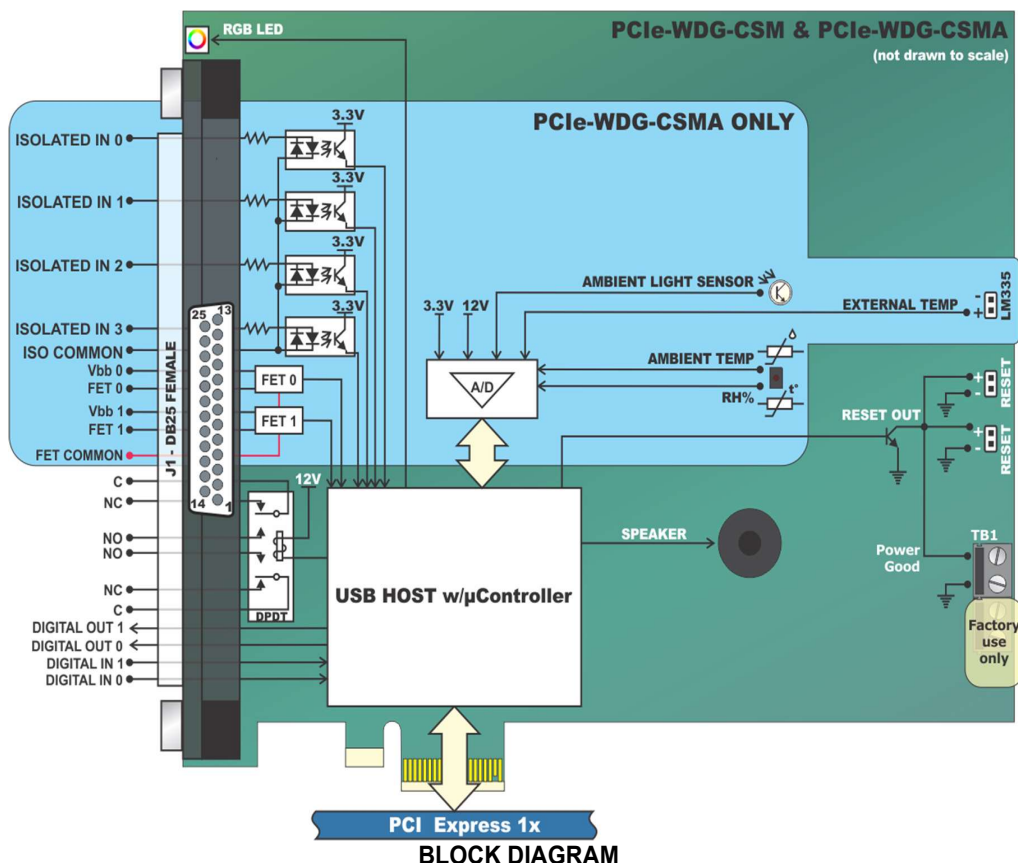 RGB LED
PCIe-WDG-CSM & PCIe-WDG-CSMA
(not drawn to scale)
PCIe-WDG-CSMA ONLY
3.3V
ISOLATED IN 0
3.3V
ISOLATED IN 1
3.3V
ISOLATED IN 2
3.3V
ISOLATED IN 3
ISO COMMON
Vbb 0
FET 0
Vbb 1
FET 1
FET COMMON
C
NC
NO
NO
NC
C
DIGITAL OUT 1
DIGITAL OUT 0
DIGITAL IN 1
DIGITAL IN 0
J1 - DB25 FEMALE
25
13
14
1
FET 0
FET 1
12V
DPDT
AMBIENT LIGHT SENSOR
EXTERNAL TEMP
-
+
LM335
3.3V
12V
A/D
AMBIENT TEMP
RH%
t°
RESET OUT
+
-
RESET
+
-
RESET
SPEAKER
USB HOST w/µController
TB1
Power
Good
Factory
use
only
PCI Express 1x
BLOCK DIAGRAM